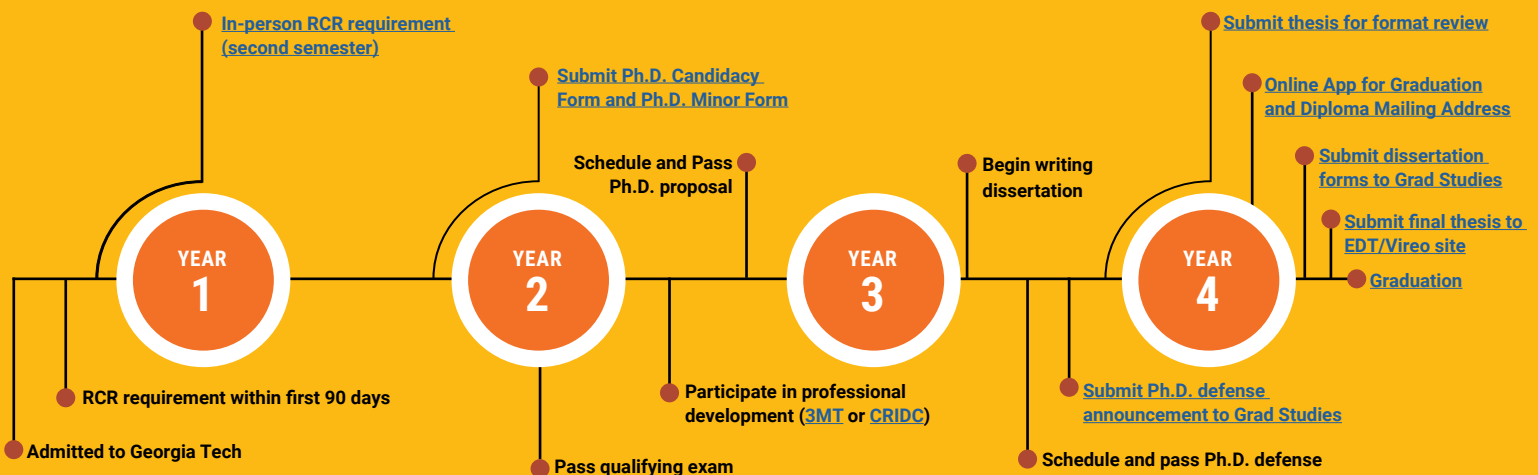 In-person RCR requirement
(second semester)
Submit Ph.D. Candidacy
Form and Ph.D. Minor Form
Schedule and Pass
Ph.D. proposal
Begin writing
dissertation
Submit thesis for format review
Online App for Graduation
and Diploma Mailing Address
Submit dissertation
forms to Grad Studies
Submit final thesis to
EDT/Vireo site
Graduation
YEAR
1
YEAR
2
YEAR
3
YEAR
4
RCR requirement within first 90 days
Admitted to Georgia Tech
Pass qualifying exam
Participate in professional
development (3MT or CRIDC)
Submit Ph.D. defense
announcement to Grad Studies
Schedule and pass Ph.D. defense